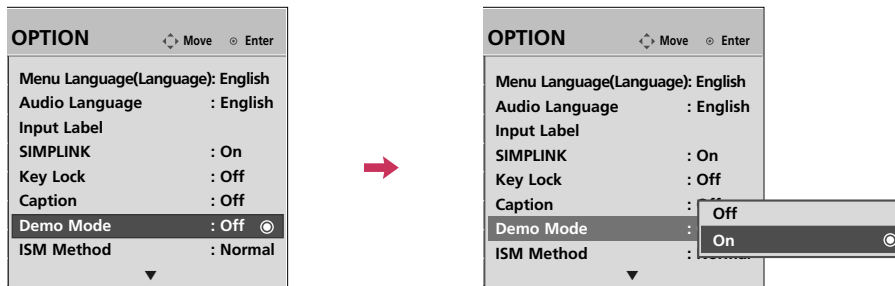 OPTION Move Enter
Menu Language(Language): English
Audio Language : English
Input Label
SIMPLINK : On
Key Lock : Off
Caption : Off
Demo Mode : Off
ISM Method : Normal
OPTION Move Enter
Menu Language(Language): English
Audio Language : English
Input Label
SIMPLINK : On
Key Lock : Off
Caption :
Demo Mode :
ISM Method :
Off
On